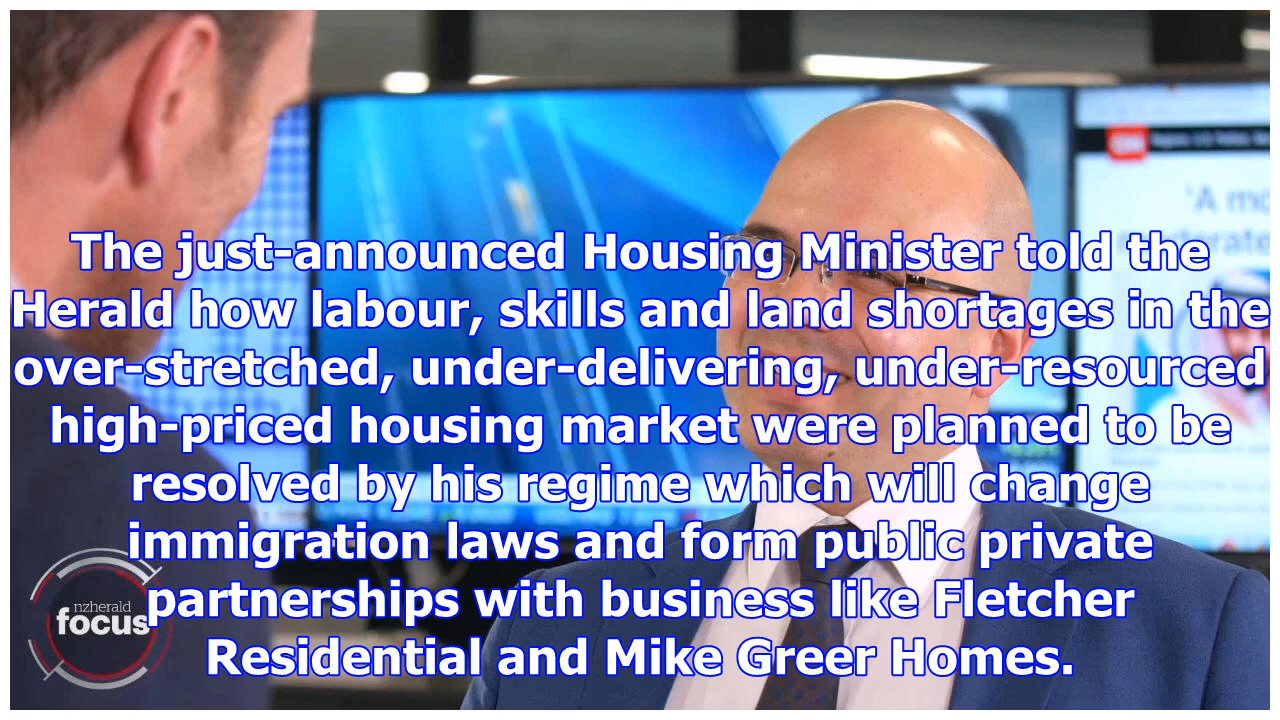 The just-announced Housing Minister told the
Herald how labour, skills and land shortages in the
over-stretched, under-delivering, under-resourced
high-priced housing market were planned to be
resolved by his regime which will change
immigration laws and form public private
partnerships with business like Fletcher
Residential and Mike Greer Homes.
nzherald
focus
'A mo